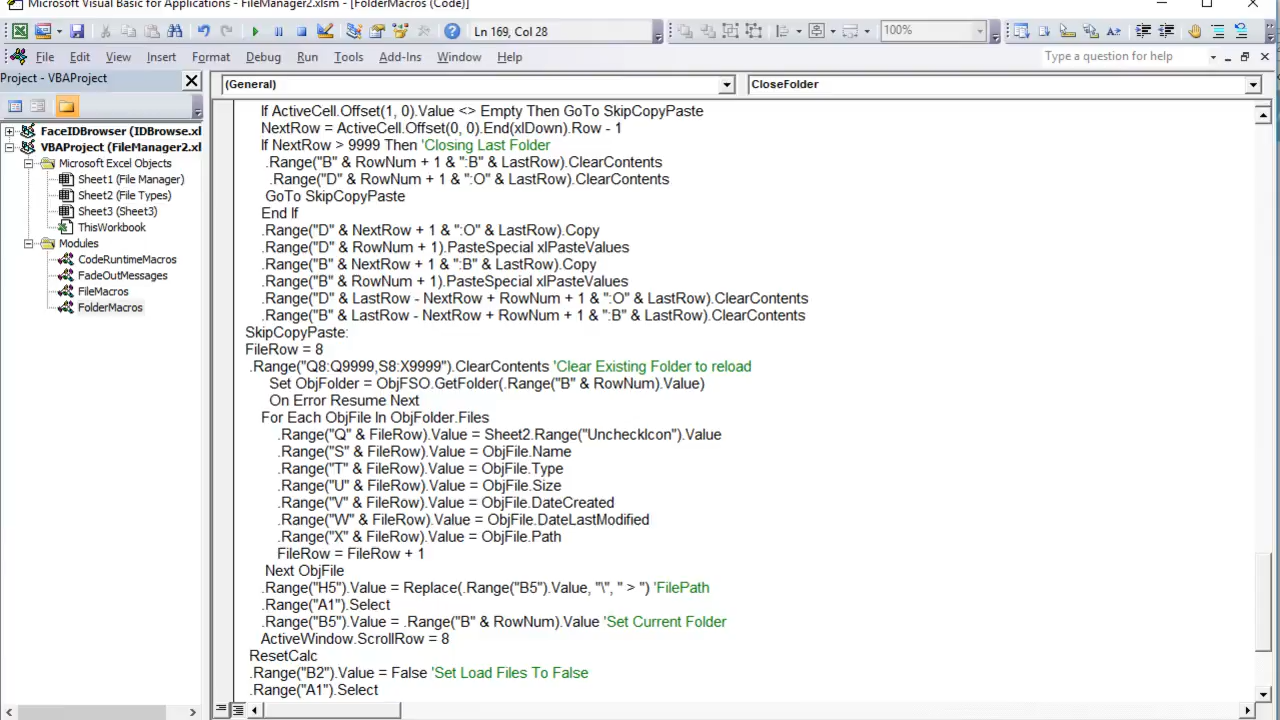 Microsoft Visual Basic for Applications - FileManager2.xlsm - [FolderMacros (Code)]
Ln 169, Col 28
100%
File Edit View Insert Format Debug Run Tools Add-Ins Window Help
Type a question for help
Project - VBAProject
(General)
CloseFolder
FaceIDBrowser (IDBrowse.xl
VBAProject (FileManager2.xl
Microsoft Excel Objects
Sheet1 (File Manager)
Sheet2 (File Types)
Sheet3 (Sheet3)
ThisWorkbook
Modules
CodeRuntimeMacros
FadeOutMessages
FileMacros
FolderMacros
If ActiveCell.Offset(1, 0).Value <> Empty Then GoTo SkipCopyPaste
NextRow = ActiveCell.Offset(0, 0).End(xlDown).Row - 1
If NextRow > 9999 Then 'Closing Last Folder
.Range("B" & RowNum + 1 & ":B" & LastRow).ClearContents
.Range("D" & RowNum + 1 & ":O" & LastRow).ClearContents
GoTo SkipCopyPaste
End If
.Range("D" & NextRow + 1 & ":O" & LastRow).Copy
.Range("D" & RowNum + 1).PasteSpecial xlPasteValues
.Range("B" & NextRow + 1 & ":B" & LastRow).Copy
.Range("B" & RowNum + 1).PasteSpecial xlPasteValues
.Range("D" & LastRow - NextRow + RowNum + 1 & ":O" & LastRow).ClearContents
.Range("B" & LastRow - NextRow + RowNum + 1 & ":B" & LastRow).ClearContents
SkipCopyPaste:
FileRow = 8
.Range("Q8:Q9999,S8:X9999").ClearContents 'Clear Existing Folder to reload
Set ObjFolder = ObjFSO.GetFolder(.Range("B" & RowNum).Value)
On Error Resume Next
For Each ObjFile In ObjFolder.Files
.Range("Q" & FileRow).Value = Sheet2.Range("UncheckIcon").Value
.Range("S" & FileRow).Value = ObjFile.Name
.Range("T" & FileRow).Value = ObjFile.Type
.Range("U" & FileRow).Value = ObjFile.Size
.Range("V" & FileRow).Value = ObjFile.DateCreated
.Range("W" & FileRow).Value = ObjFile.DateLastModified
.Range("X" & FileRow).Value = ObjFile.Path
FileRow = FileRow + 1
Next ObjFile
.Range("H5").Value = Replace(.Range("B5").Value, "\", " > ") 'FilePath
.Range("A1").Select
.Range("B5").Value = .Range("B" & RowNum).Value 'Set Current Folder
ActiveWindow.ScrollRow = 8
ResetCalc
.Range("B2").Value = False 'Set Load Files To False
.Range("A1").Select